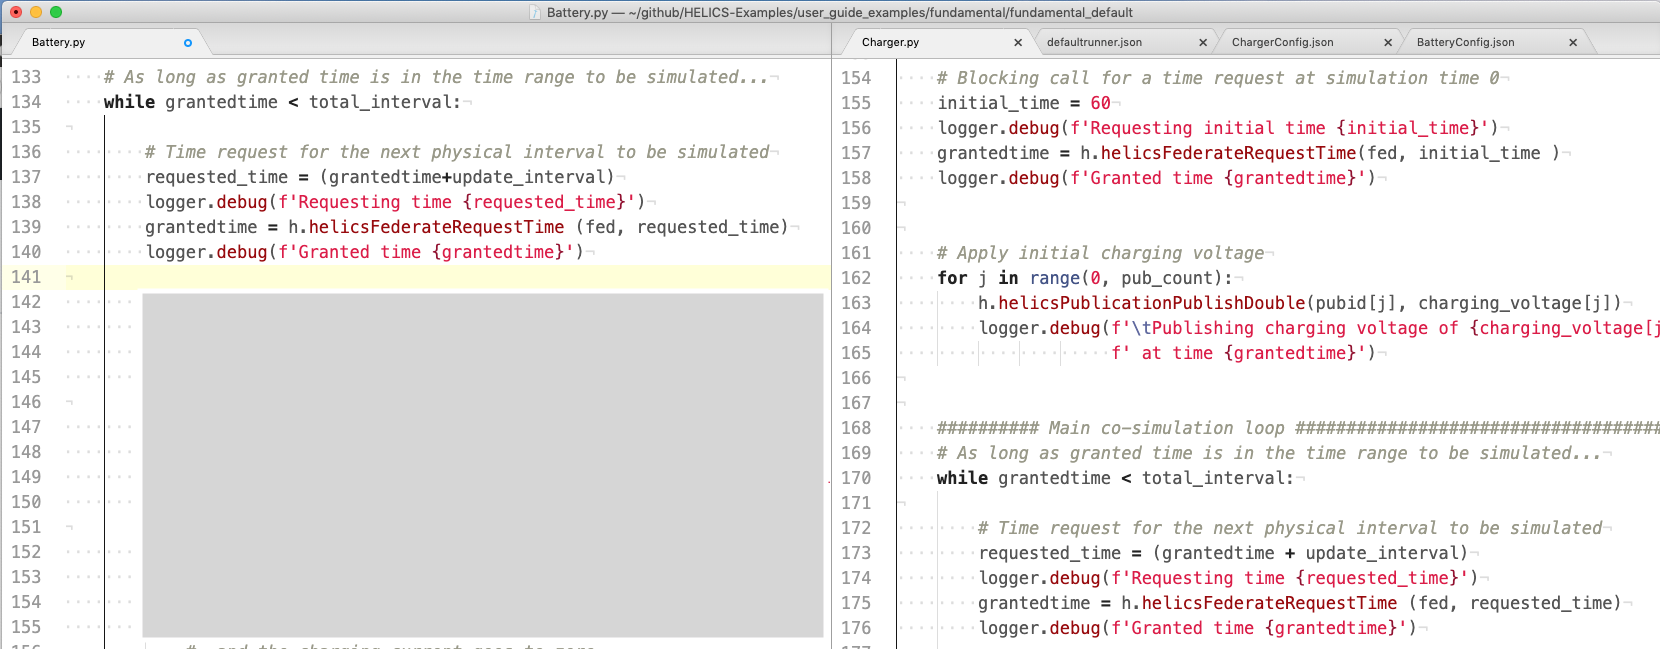 Battery.py — ~/github/HELICS-Examples/user_guide_examples/fundamental/fundamental_default
Battery.py
133 # As long as granted time is in the time range to be simulated...
134 while grantedtime < total_interval:
135
136 # Time request for the next physical interval to be simulated
137 requested_time = (grantedtime+update_interval)
138 logger.debug(f'Requesting time {requested_time}')
139 grantedtime = h.helicsFederateRequestTime (fed, requested_time)
140 logger.debug(f'Granted time {grantedtime}')
141
142
143
144
145
146
147
148
149
150
151
152
153
154
155
Charger.py
defaultrunner.json
ChargerConfig.json
BatteryConfig.json
154 # Blocking call for a time request at simulation time 0
155 initial_time = 60
156 logger.debug(f'Requesting initial time {initial_time}')
157 grantedtime = h.helicsFederateRequestTime(fed, initial_time )
158 logger.debug(f'Granted time {grantedtime}')
159
160
161 # Apply initial charging voltage
162 for j in range(0, pub_count):
163 h.helicsPublicationPublishDouble(pubid[j], charging_voltage[j])
164 logger.debug(f'\tPublishing charging voltage of {charging_voltage[j
165 f' at time {grantedtime}')
166
167
168 ########## Main co-simulation loop ####################################
169 # As long as granted time is in the time range to be simulated...
170 while grantedtime < total_interval:
171
172 # Time request for the next physical interval to be simulated
173 requested_time = (grantedtime + update_interval)
174 logger.debug(f'Requesting time {requested_time}')
175 grantedtime = h.helicsFederateRequestTime (fed, requested_time)
176 logger.debug(f'Granted time {grantedtime}')